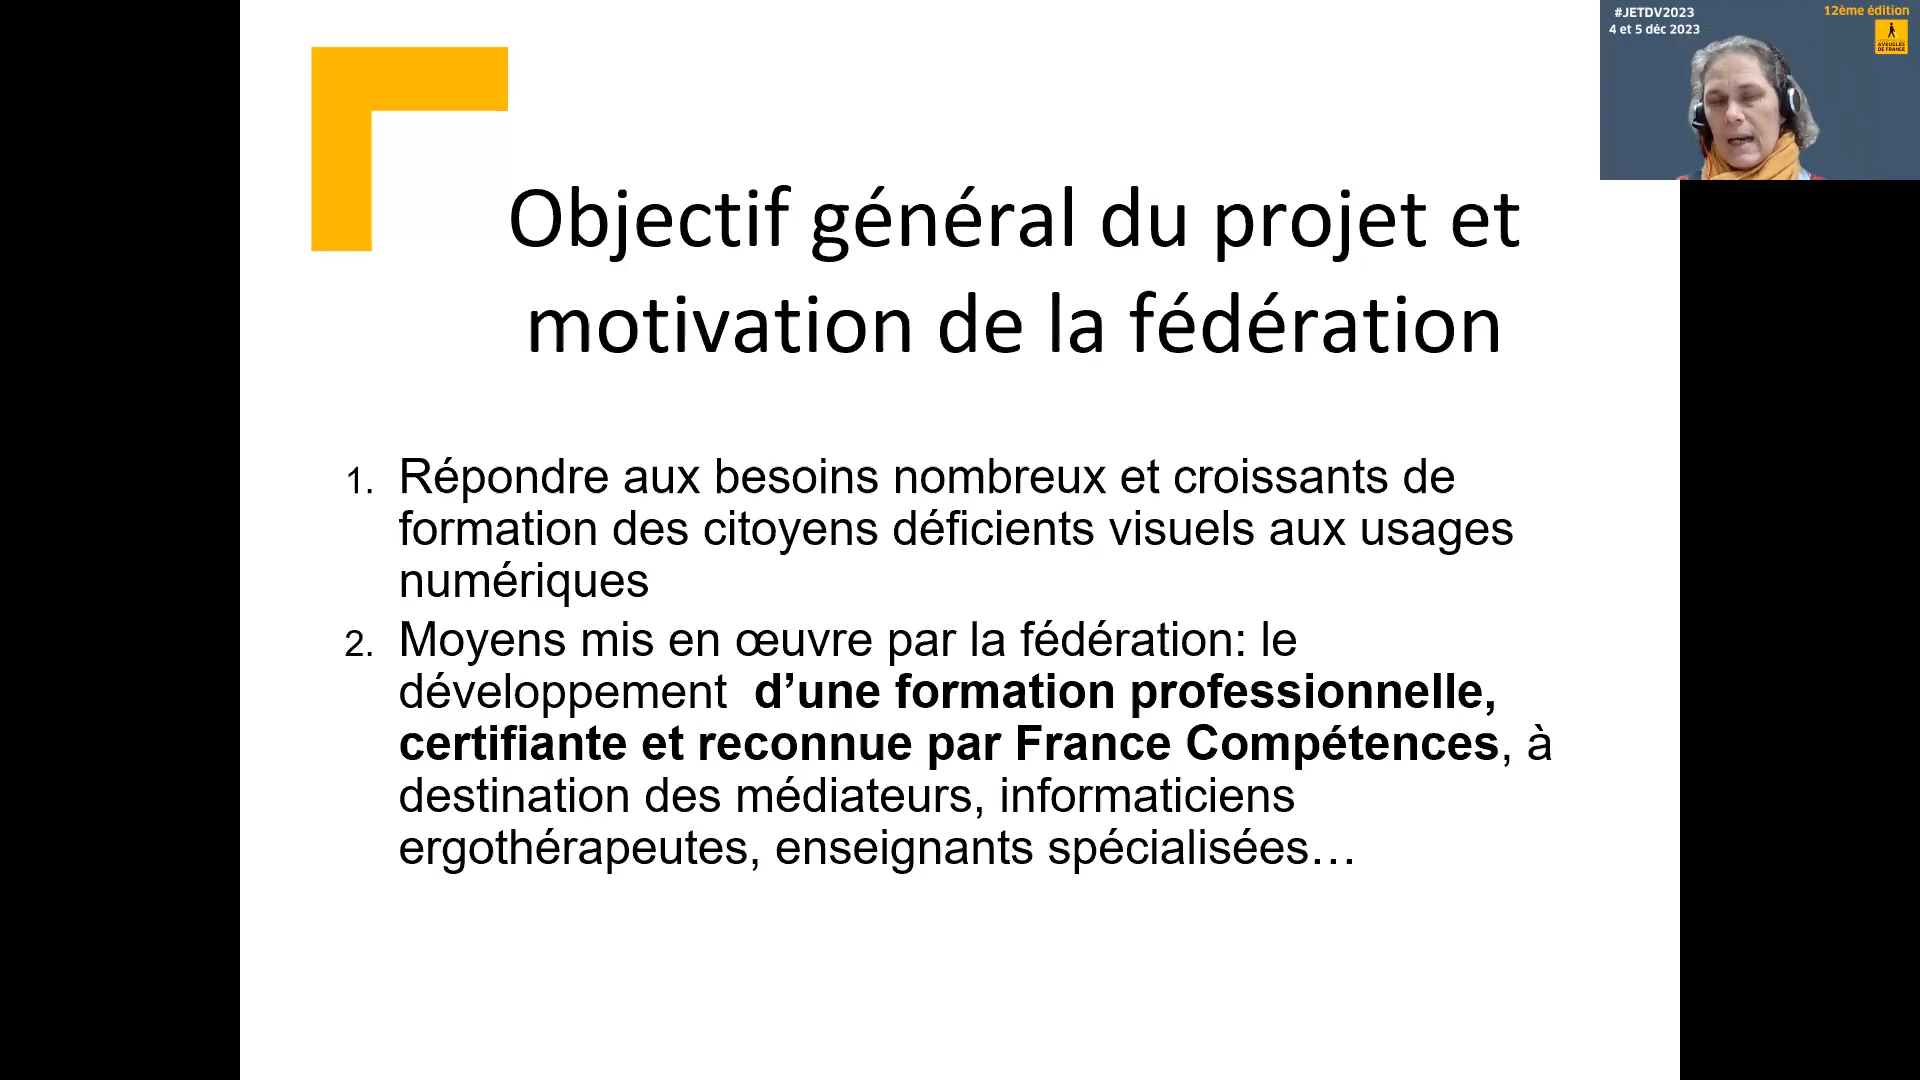 #JETDV2023
4 et 5 déc 2023
12ème édition
AVEUGLES
DE FRANCE
Objectif général du projet et
motivation de la fédération
1. Répondre aux besoins nombreux et croissants de
formation des citoyens déficients visuels aux usages
numériques
2. Moyens mis en œuvre par la fédération: le
développement  d’une formation professionnelle,
certifiante et reconnue par France Compétences, à
destination des médiateurs, informaticiens
ergothérapeutes, enseignants spécialisées…